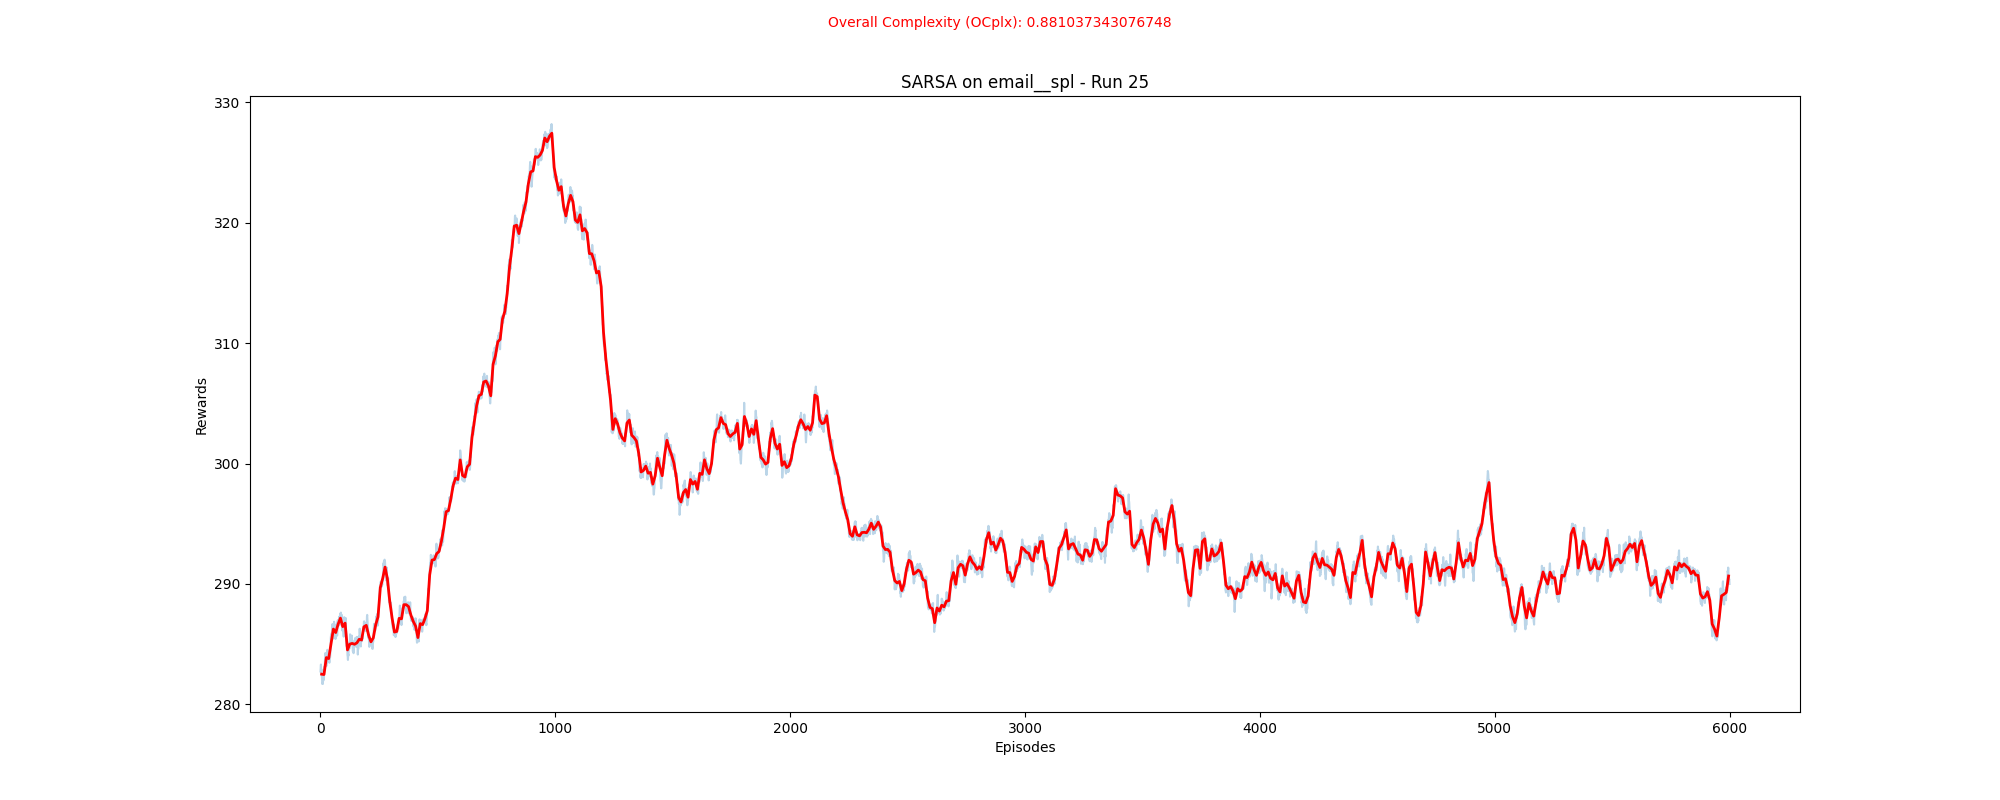 Overall Complexity (OCplx): 0.881037343076748
SARSA on email__spl - Run 25
330
320
310
300
290
280
Rewards
0 1000 2000 3000 4000 5000 6000
Episodes